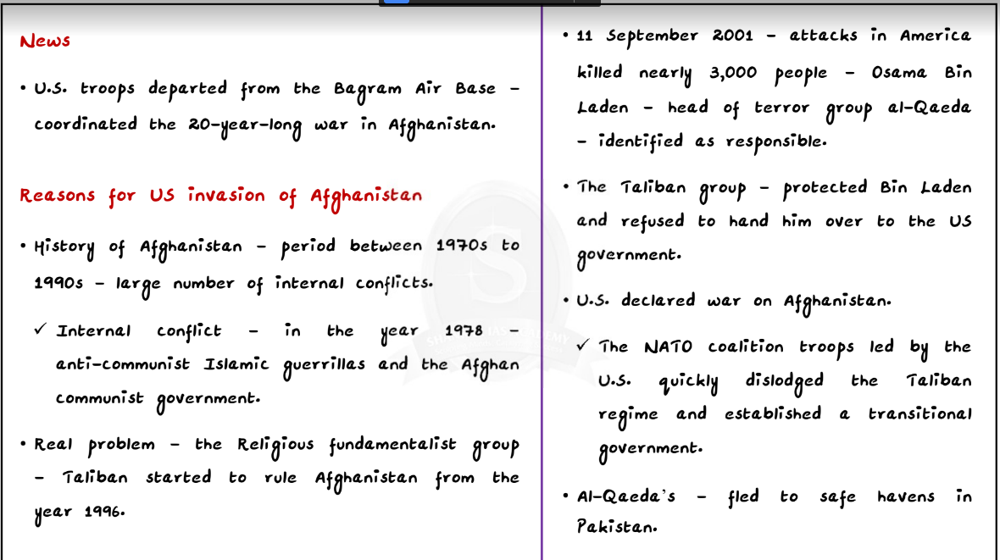 News
• U.S. troops departed from the Bagram Air Base –
coordinated the 20-year-long war in Afghanistan.
Reasons for US invasion of Afghanistan
• History of Afghanistan – period between 1970s to
1990s – large number of internal conflicts.
✓ Internal conflict – in the year 1978 –
anti-communist Islamic guerrillas and the Afghan
communist government.
• Real problem – the Religious fundamentalist group
– Taliban started to rule Afghanistan from the
year 1996.
• 11 September 2001 – attacks in America
killed nearly 3,000 people – Osama Bin
Laden – head of terror group al-Qaeda
– identified as responsible.
• The Taliban group – protected Bin Laden
and refused to hand him over to the US
government.
• U.S. declared war on Afghanistan.
✓ The NATO coalition troops led by the
U.S. quickly dislodged the Taliban
regime and established a transitional
government.
• Al-Qaeda's – fled to safe havens in
Pakistan.